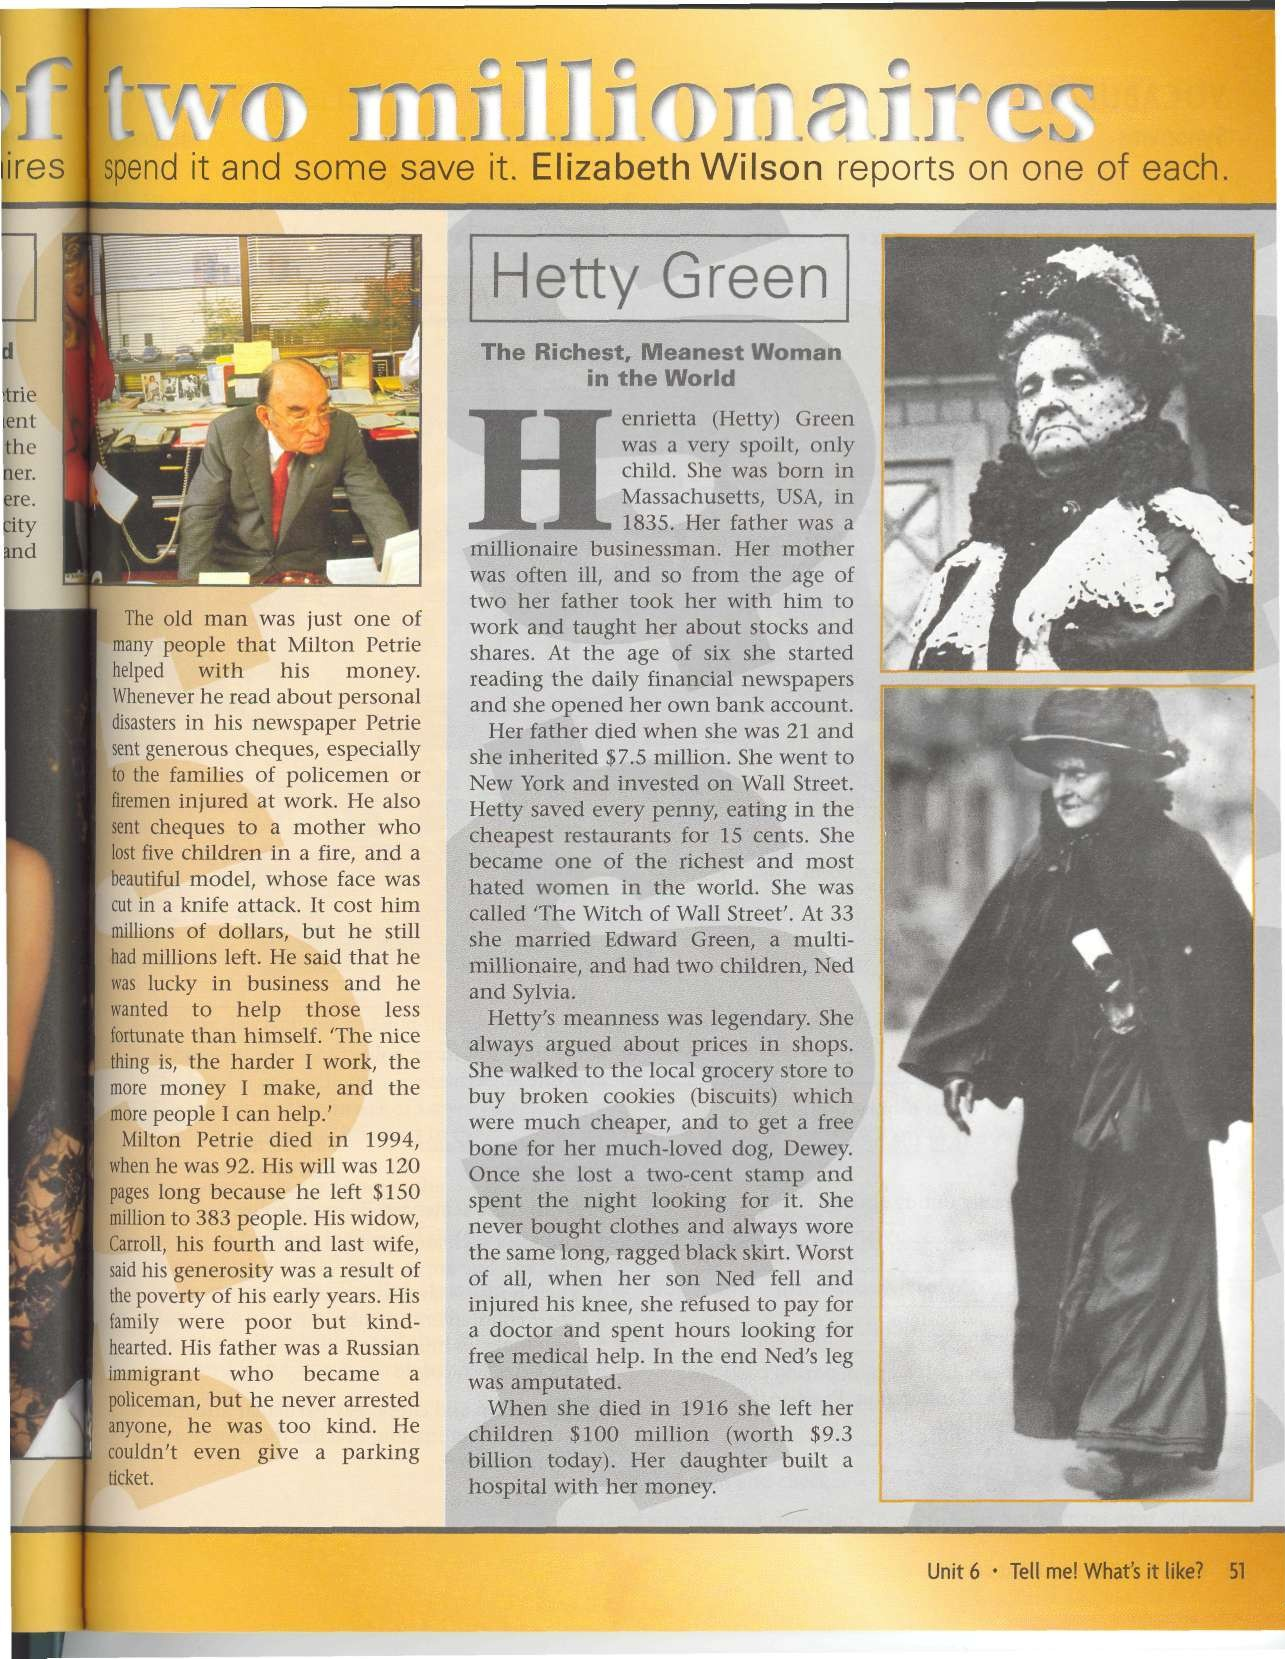 of two millionaires
ires spend it and some save it. Elizabeth Wilson reports on one of each.
d
etrie
ent
the
ner.
ere.
city
and
The old man was just one of
many people that Milton Petrie
helped with his money.
Whenever he read about personal
disasters in his newspaper Petrie
sent generous cheques, especially
to the families of policemen or
firemen injured at work. He also
sent cheques to a mother who
lost five children in a fire, and a
beautiful model, whose face was
cut in a knife attack. It cost him
millions of dollars, but he still
had millions left. He said that he
was lucky in business and he
wanted to help those less
fortunate than himself. ‘The nice
thing is, the harder I work, the
more money I make, and the
more people I can help.’
Milton Petrie died in 1994,
when he was 92. His will was 120
pages long because he left $150
million to 383 people. His widow,
Carroll, his fourth and last wife,
said his generosity was a result of
the poverty of his early years. His
family were poor but kind-
hearted. His father was a Russian
immigrant who became a
policeman, but he never arrested
anyone, he was too kind. He
couldn’t even give a parking
ticket.
Hetty Green
The Richest, Meanest Woman
in the World
Henrietta (Hetty) Green
was a very spoilt, only
child. She was born in
Massachusetts, USA, in
1835. Her father was a
millionaire businessman. Her mother
was often ill, and so from the age of
two her father took her with him to
work and taught her about stocks and
shares. At the age of six she started
reading the daily financial newspapers
and she opened her own bank account.
Her father died when she was 21 and
she inherited $7.5 million. She went to
New York and invested on Wall Street.
Hetty saved every penny, eating in the
cheapest restaurants for 15 cents. She
became one of the richest and most
hated women in the world. She was
called ‘The Witch of Wall Street’. At 33
she married Edward Green, a multi-
millionaire, and had two children, Ned
and Sylvia.
Hetty’s meanness was legendary. She
always argued about prices in shops.
She walked to the local grocery store to
buy broken cookies (biscuits) which
were much cheaper, and to get a free
bone for her much-loved dog, Dewey.
Once she lost a two-cent stamp and
spent the night looking for it. She
never bought clothes and always wore
the same long, ragged black skirt. Worst
of all, when her son Ned fell and
injured his knee, she refused to pay for
a doctor and spent hours looking for
free medical help. In the end Ned’s leg
was amputated.
When she died in 1916 she left her
children $100 million (worth $9.3
billion today). Her daughter built a
hospital with her money.
Unit 6 • Tell me! What’s it like? 51